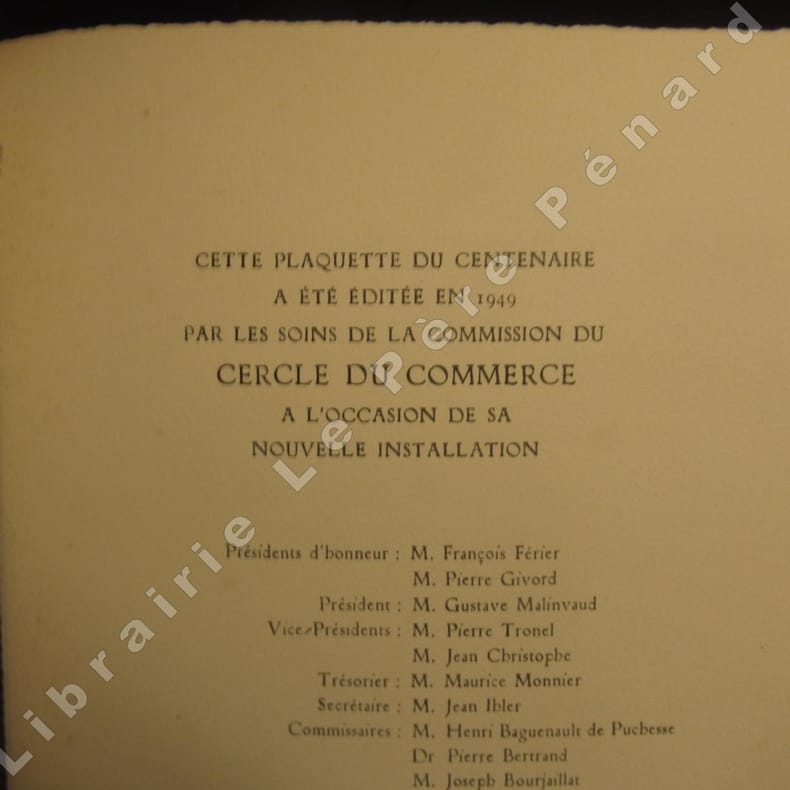 CETTE PLAQUETTE DU CENTENAIRE
A ÉTÉ ÉDITÉE EN 1949
PAR LES SOINS DE LA COMMISSION DU
CERCLE DU COMMERCE
A L'OCCASION DE SA
NOUVELLE INSTALLATION
Présidents d'honneur : M. François Férier
M. Pierre Givord
Président : M. Gustave Malinvaud
Vice-Présidents : M. Pierre Tronel
M. Jean Christophe
Trésorier : M. Maurice Monnier
Secrétaire : M. Jean Ibler
Commissaires : M. Henri Baguenault de Puchesse
Dr Pierre Bertrand
M. Joseph Bourjaillat
Librairie Le Père Pénard